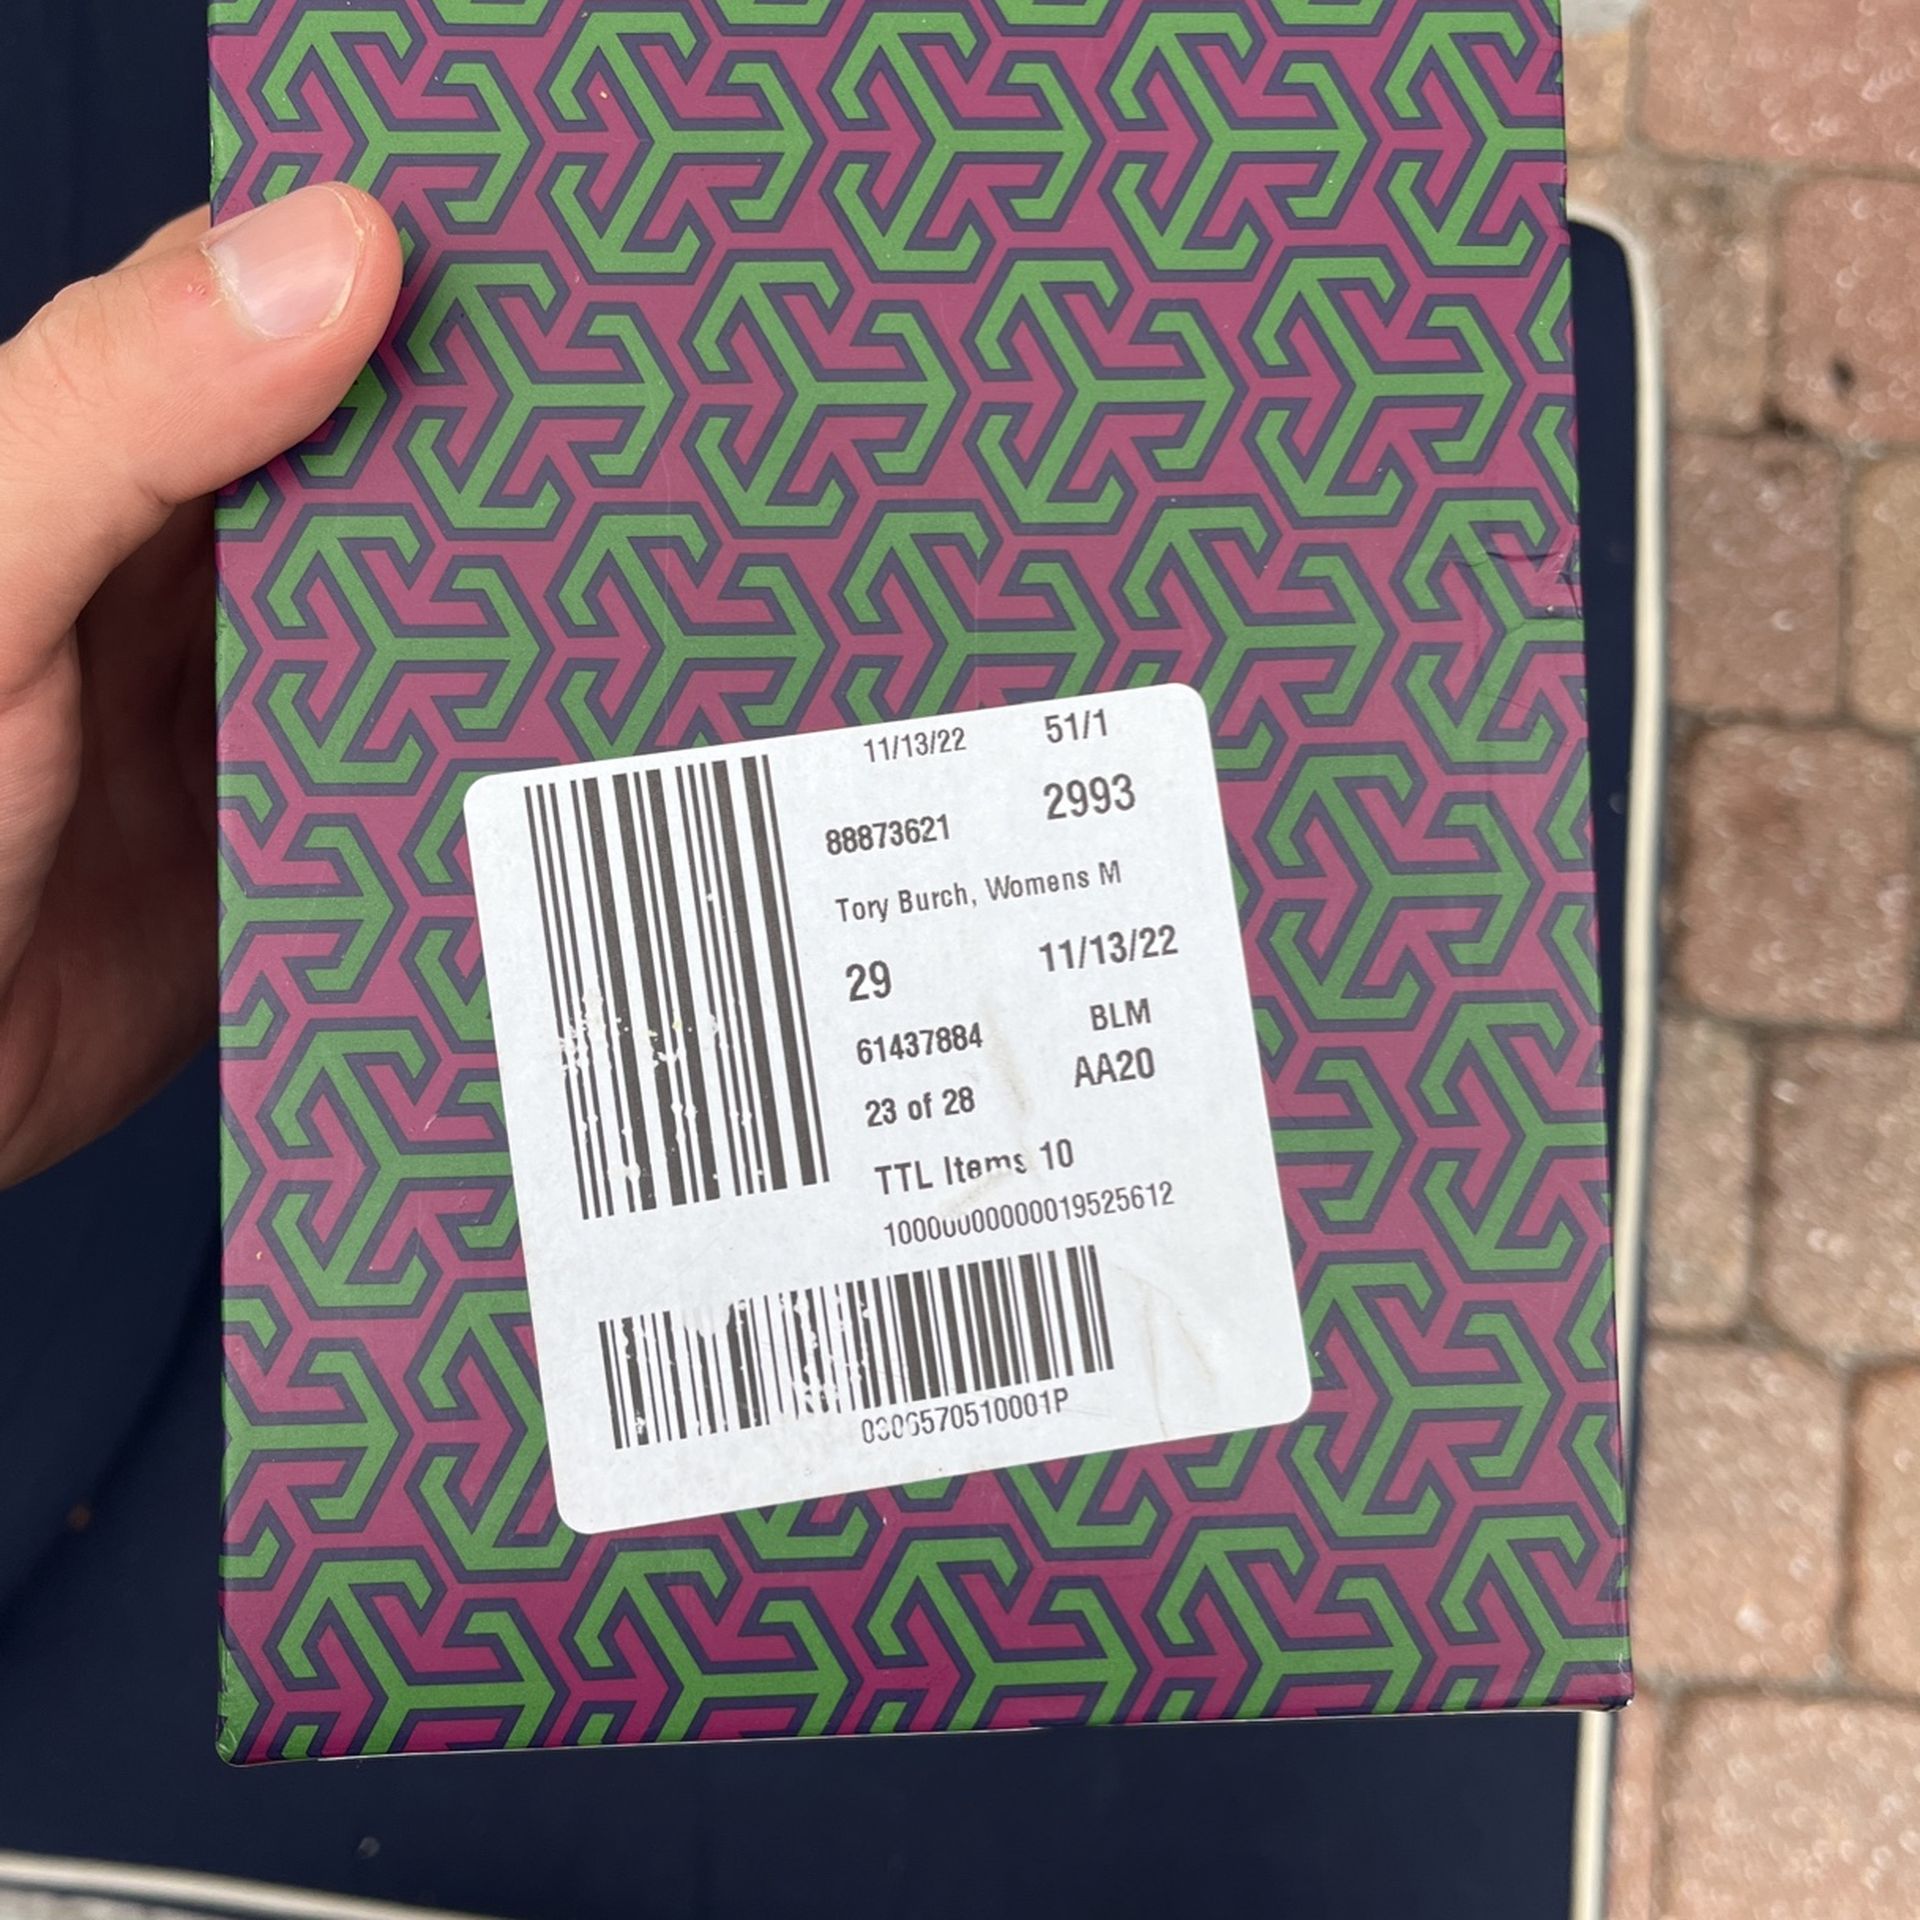 11/13/22 51/1
88873621 2993
Tory Burch, Womens M
29 11/13/22
61437884 BLM
23 of 28 AA20
TTL Items 10
10000000000019525612
0306570510001P